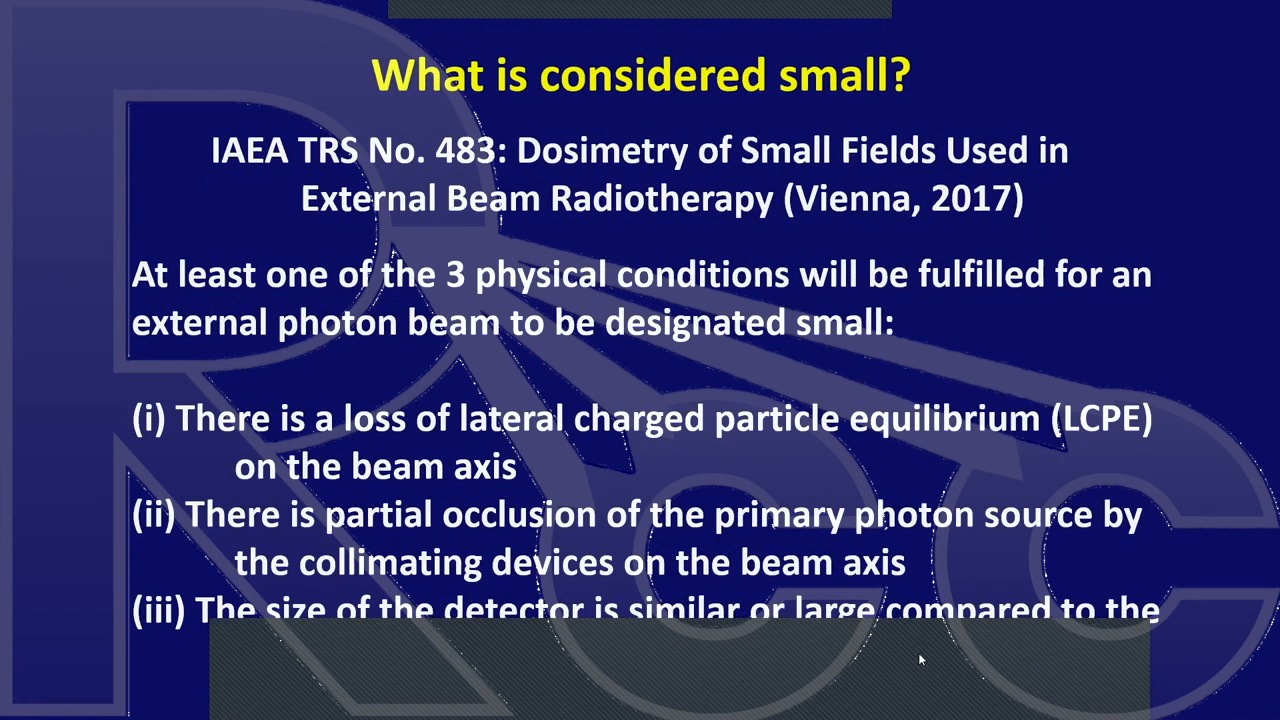 What is considered small?
IAEA TRS No. 483: Dosimetry of Small Fields Used in
External Beam Radiotherapy (Vienna, 2017)
At least one of the 3 physical conditions will be fulfilled for an
external photon beam to be designated small:
(i) There is a loss of lateral charged particle equilibrium (LCPE)
on the beam axis
(ii) There is partial occlusion of the primary photon source by
the collimating devices on the beam axis
(iii) The size of the detector is similar or large compared to the